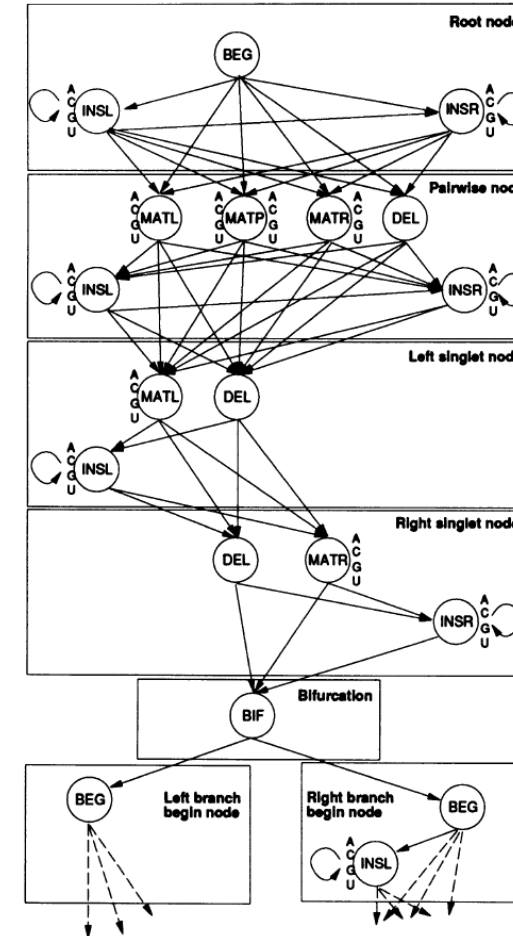 Root node
BEG
A
C
G
U
INSL
INSR
A
C
G
U
Pairwise nod
A
C
G
U
MATL
A
C
G
U
MATP
A
C
G
U
MATR
A
C
G
U
DEL
A
C
G
U
INSL
INSR
A
C
G
U
Left singlet nod
A
C
G
U
MATL
DEL
A
C
G
U
INSL
Right singlet node
DEL
MATR
A
C
G
U
INSR
A
C
G
U
Bifurcation
BIF
BEG
Left branch
begin node
Right branch
begin node
BEG
A
C
G
U
INSL